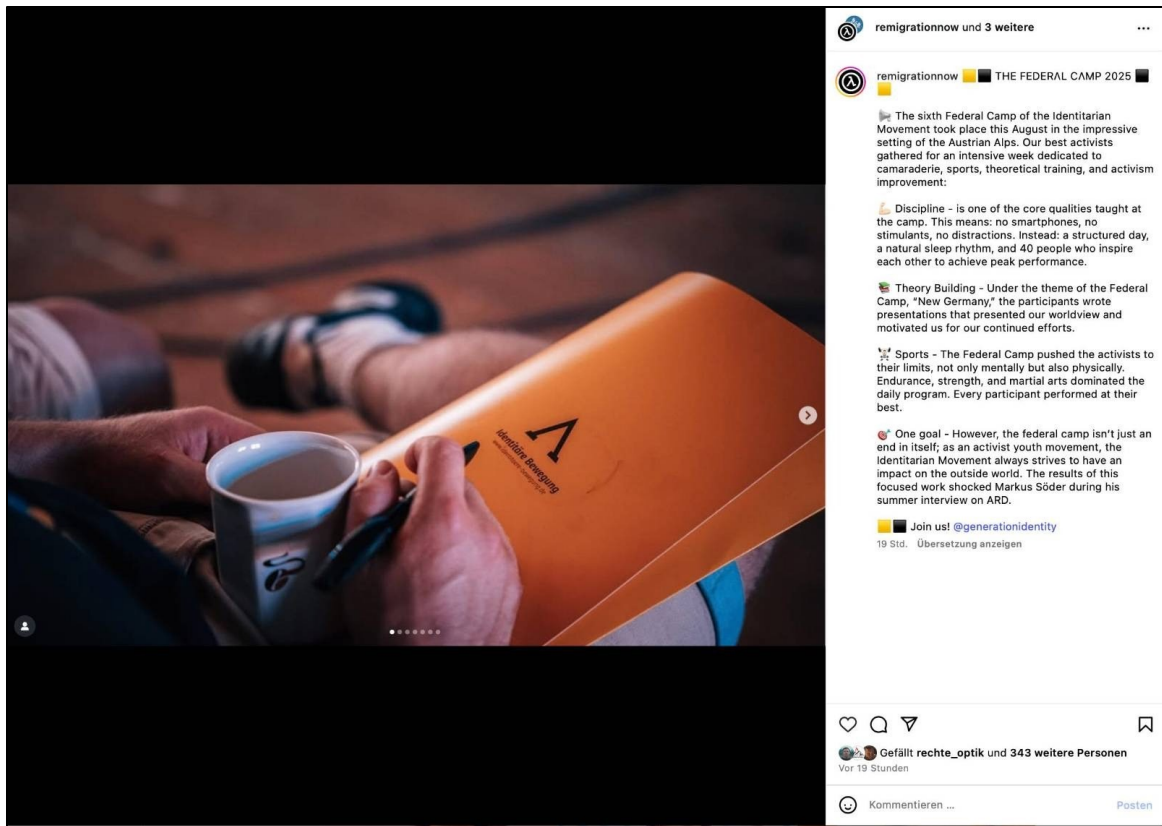 remigrationnow und 3 weitere
remigrationnow 🟨⬛ THE FEDERΛL CΛMP 2025 ⬛
🟨
📢 The sixth Federal Camp of the Identitarian
Movement took place this August in the impressive
setting of the Austrian Alps. Our best activists
gathered for an intensive week dedicated to
camaraderie, sports, theoretical training, and activism
improvement:
💪🏻 Discipline – is one of the core qualities taught at
the camp. This means: no smartphones, no
stimulants, no distractions. Instead: a structured day,
a natural sleep rhythm, and 40 people who inspire
each other to achieve peak performance.
📚 Theory Building – Under the theme of the Federal
Camp, “New Germany,” the participants wrote
presentations that presented our worldview and
motivated us for our continued efforts.
🏋🏻 Sports – The Federal Camp pushed the activists to
their limits, not only mentally but also physically.
Endurance, strength, and martial arts dominated the
daily program. Every participant performed at their
best.
🎯 One goal – However, the federal camp isn’t just an
end in itself; as an activist youth movement, the
Identitarian Movement always strives to have an
impact on the outside world. The results of this
focused work shocked Markus Söder during his
summer interview on ARD.
🟨⬛ Join us! @generationidentity
19 Std. Übersetzung anzeigen
Λ
Identitäre Bewegung
www.identitaere-bewegung.de
Gefällt rechte_optik und 343 weitere Personen
Vor 19 Stunden
Kommentieren …
Posten